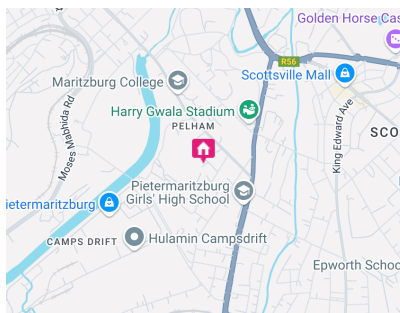 Golden Horse Cas
R56
Maritzburg College
Scottsville Mall
Harry Gwala Stadium
PELHAM
Moses Mabhida Rd
King Edward Ave
SCO
Pietermaritzburg
Girls' High School
ietermaritzburg
CAMPS DRIFT
Hulamin Campsdrift
Epworth Schoo